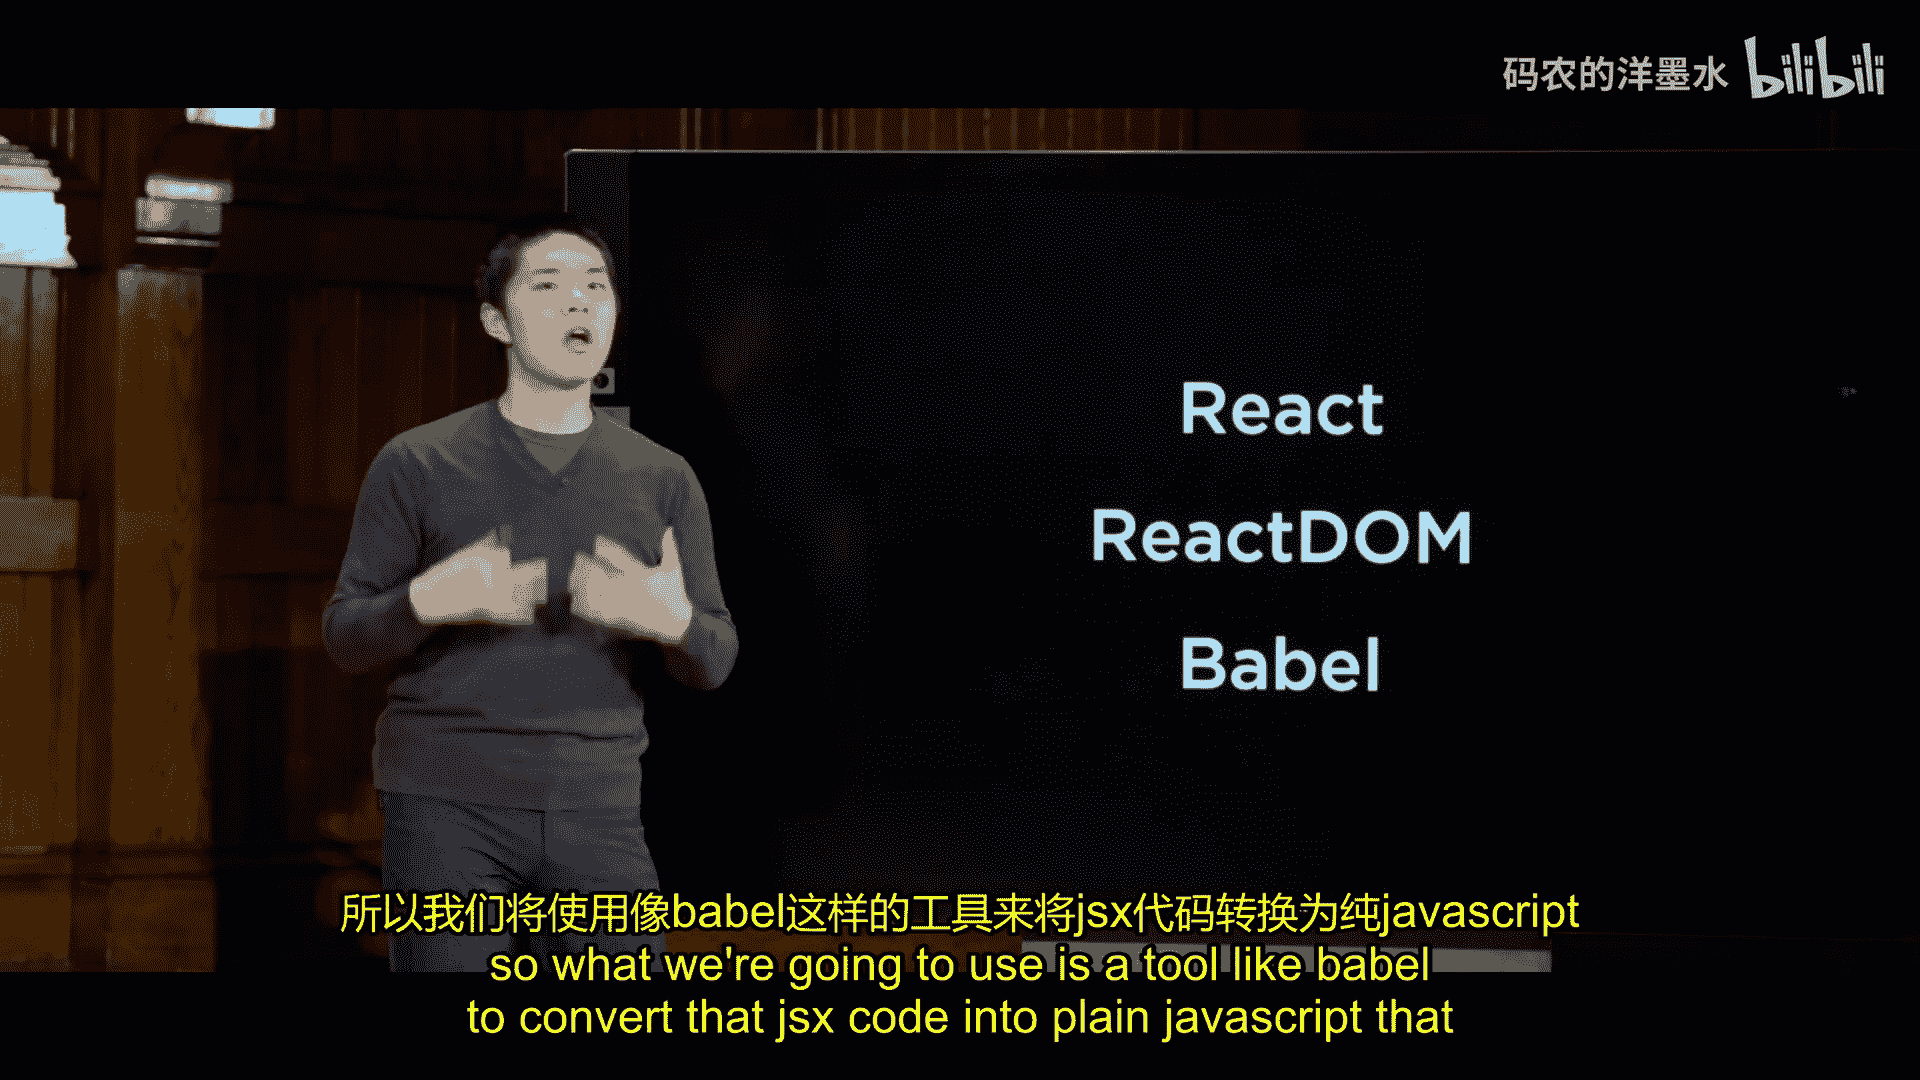 码农的洋墨水 bilibili
React
ReactDOM
Babel
所以我们将使用像babel这样的工具来将jsx代码转换为纯javascript
so what we're going to use is a tool like babel
to convert that jsx code into plain javascript that